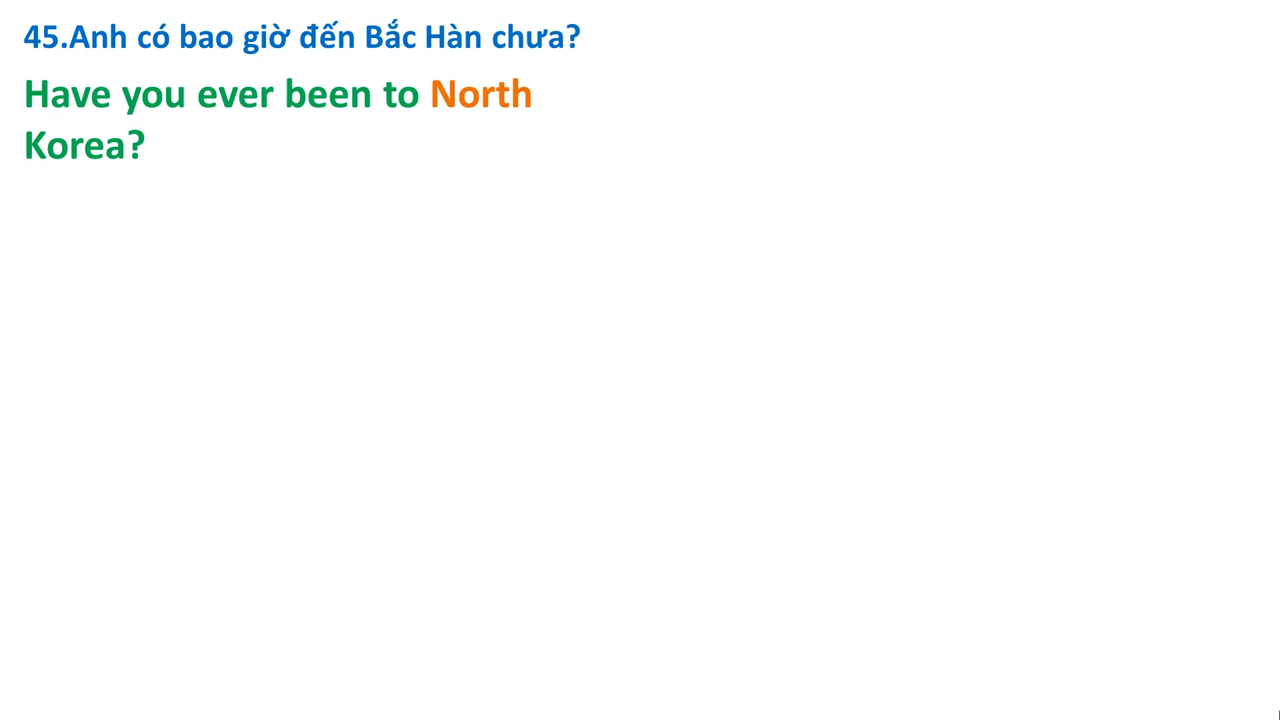 45.Anh có bao giờ đến Bắc Hàn chưa?
Have you ever been to North
Korea?